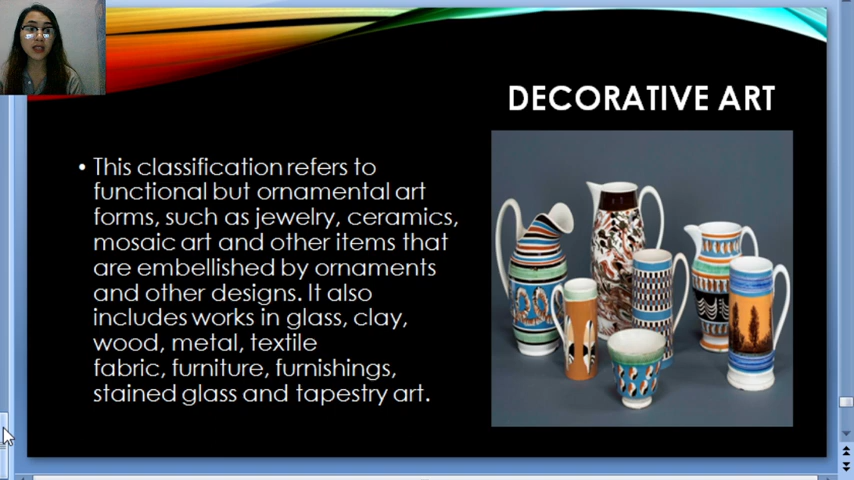 DECORATIVE ART
• This classification refers to
functional but ornamental art
forms, such as jewelry, ceramics,
mosaic art and other items that
are embellished by ornaments
and other designs. It also
includes works in glass, clay,
wood, metal, textile
fabric, furniture, furnishings,
stained glass and tapestry art.